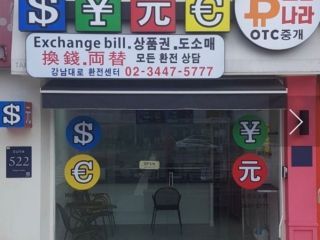 $ ¥ 元 €
나라
OTC중개
Exchange bill.상품권.도소매
換錢.両替 모든 환전 상담
강남대로 환전센터 02-3447-5777
$
$ ¥
€ 元
OPEN
522